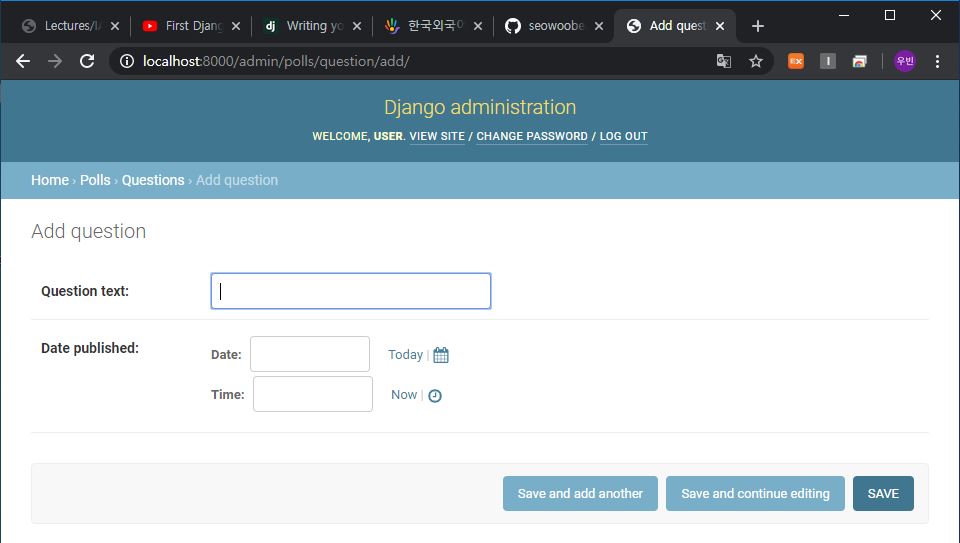 Lectures/I
First Djang
Writing yo
한국외국어
seowoobe
Add quest
localhost:8000/admin/polls/question/add/
EX
I
우빈
Django administration
WELCOME, USER. VIEW SITE / CHANGE PASSWORD / LOG OUT
Home › Polls › Questions › Add question
Add question
Question text:
Date published:
Date: Today |
Time: Now |
Save and add another Save and continue editing SAVE